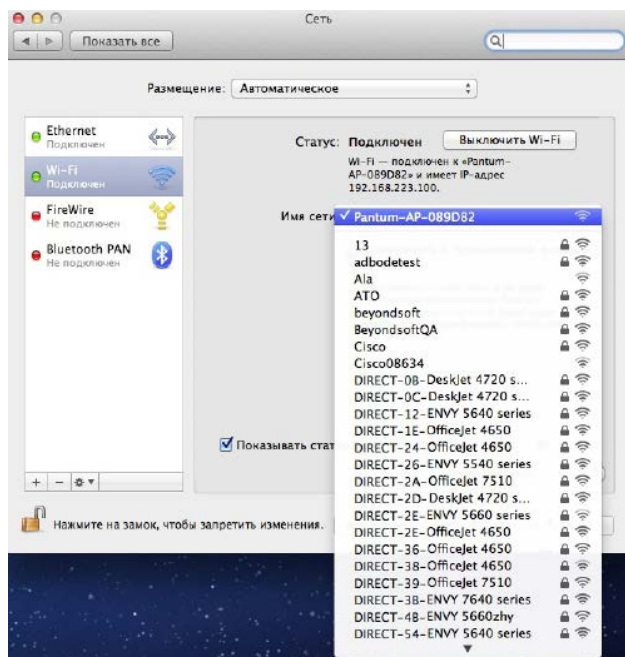 Сеть
Показать все
Размещение: Автоматическое
Ethernet
Подключен
Wi-Fi
Подключен
FireWire
Не подключен
Bluetooth PAN
Не подключен
Статус: Подключен
Выключить Wi-Fi
Wi-Fi — подключен к «Pantum-
AP-089D82» и имеет IP-адрес
192.168.223.100.
Имя сети
✓ Pantum-AP-089D82
13
adbodetest
Ala
ATO
beyondsoft
BeyondsoftQA
Cisco
Cisco08634
DIRECT-0B-DeskJet 4720 s...
DIRECT-0C-DeskJet 4720 s...
DIRECT-12-ENVY 5640 series
DIRECT-1E-OfficeJet 4650
DIRECT-24-OfficeJet 4650
DIRECT-26-ENVY 5540 series
DIRECT-2A-OfficeJet 7510
DIRECT-2D-DeskJet 4720 s...
DIRECT-2E-ENVY 5660 series
DIRECT-2E-OfficeJet 4650
DIRECT-36-OfficeJet 4650
DIRECT-38-OfficeJet 4650
DIRECT-39-OfficeJet 7510
DIRECT-3B-ENVY 7640 series
DIRECT-4B-ENVY 5660zhy
DIRECT-54-ENVY 5640 series
Показывать стат
Нажмите на замок, чтобы запретить изменения.